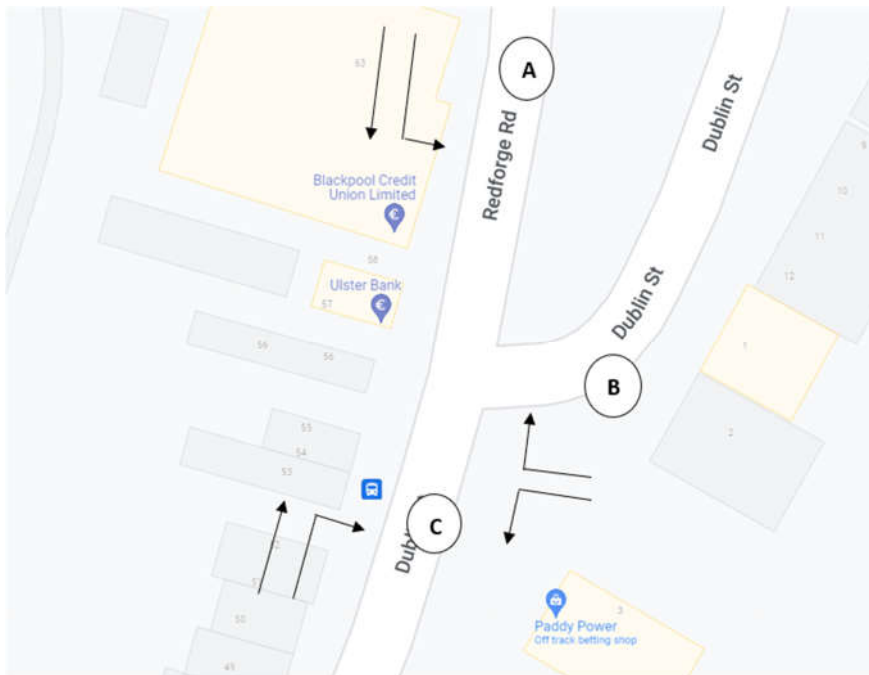 A
63
Dublin St
Redforge Rd
9
10
Blackpool Credit
Union Limited
11
58
12
Ulster Bank
57
Dublin St
56
56
1
B
55
2
54
53
C
50
3
Paddy Power
Off track betting shop
49